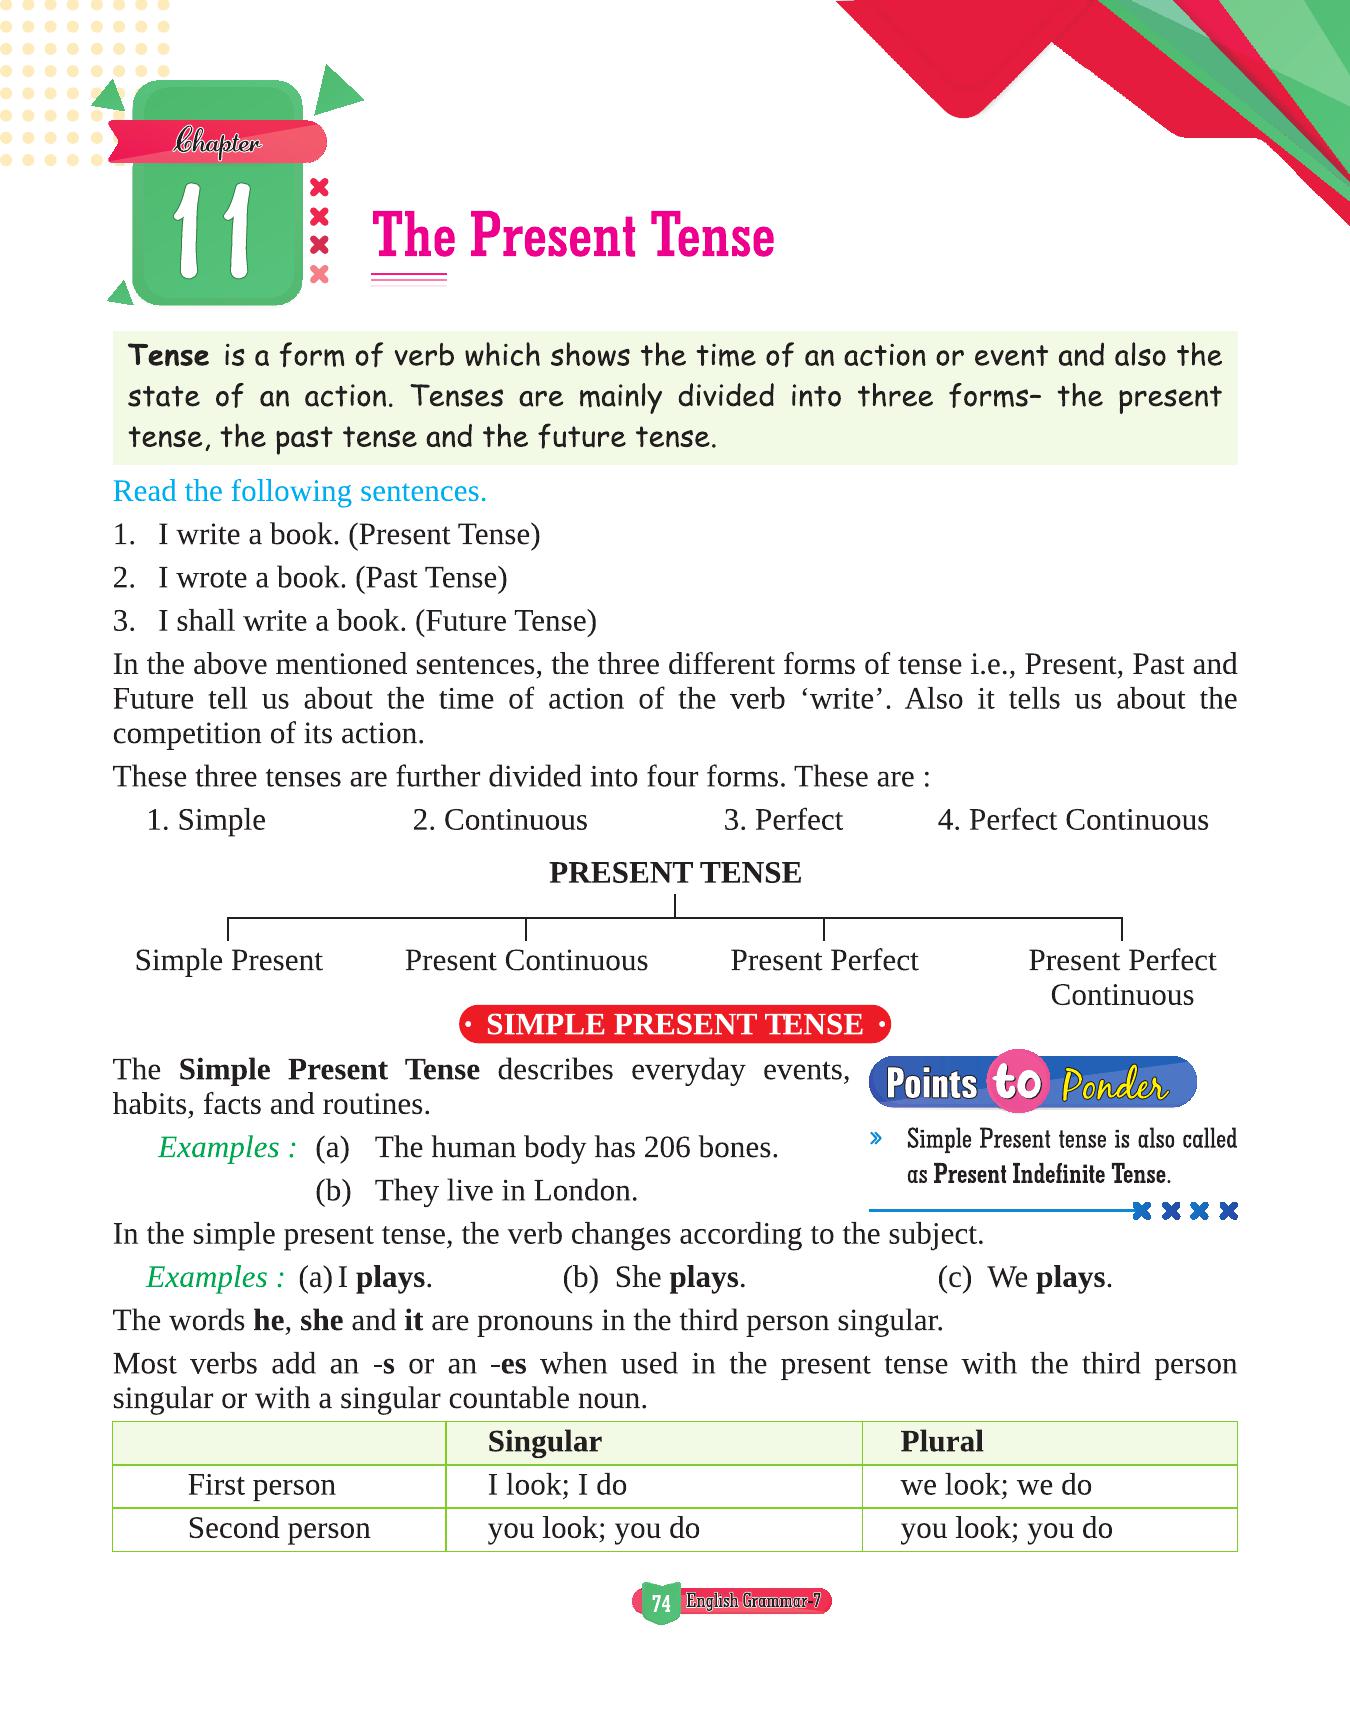 Chapter
11
The Present Tense
Tense is a form of verb which shows the time of an action or event and also the
state of an action. Tenses are mainly divided into three forms– the present
tense, the past tense and the future tense.
Read the following sentences.
1. I write a book. (Present Tense)
2. I wrote a book. (Past Tense)
3. I shall write a book. (Future Tense)
In the above mentioned sentences, the three different forms of tense i.e., Present, Past and
Future tell us about the time of action of the verb ‘write’. Also it tells us about the
competition of its action.
These three tenses are further divided into four forms. These are :
1. Simple 2. Continuous 3. Perfect 4. Perfect Continuous
PRESENT TENSE
Simple Present Present Continuous Present Perfect Present Perfect
Continuous
SIMPLE PRESENT TENSE
The Simple Present Tense describes everyday events,
habits, facts and routines.
Examples : (a) The human body has 206 bones.
(b) They live in London.
Points to Ponder
» Simple Present tense is also called
as Present Indefinite Tense.
In the simple present tense, the verb changes according to the subject.
Examples : (a) I plays. (b) She plays. (c) We plays.
The words he, she and it are pronouns in the third person singular.
Most verbs add an -s or an -es when used in the present tense with the third person
singular or with a singular countable noun.
Singular Plural
First person I look; I do we look; we do
Second person you look; you do you look; you do
74 English Grammar-7